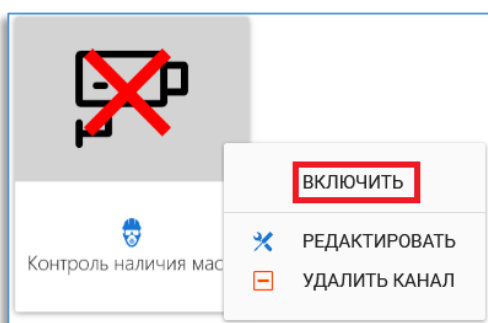 ВКЛЮЧИТЬ
Контроль наличия мас
РЕДАКТИРОВАТЬ
УДАЛИТЬ КАНАЛ